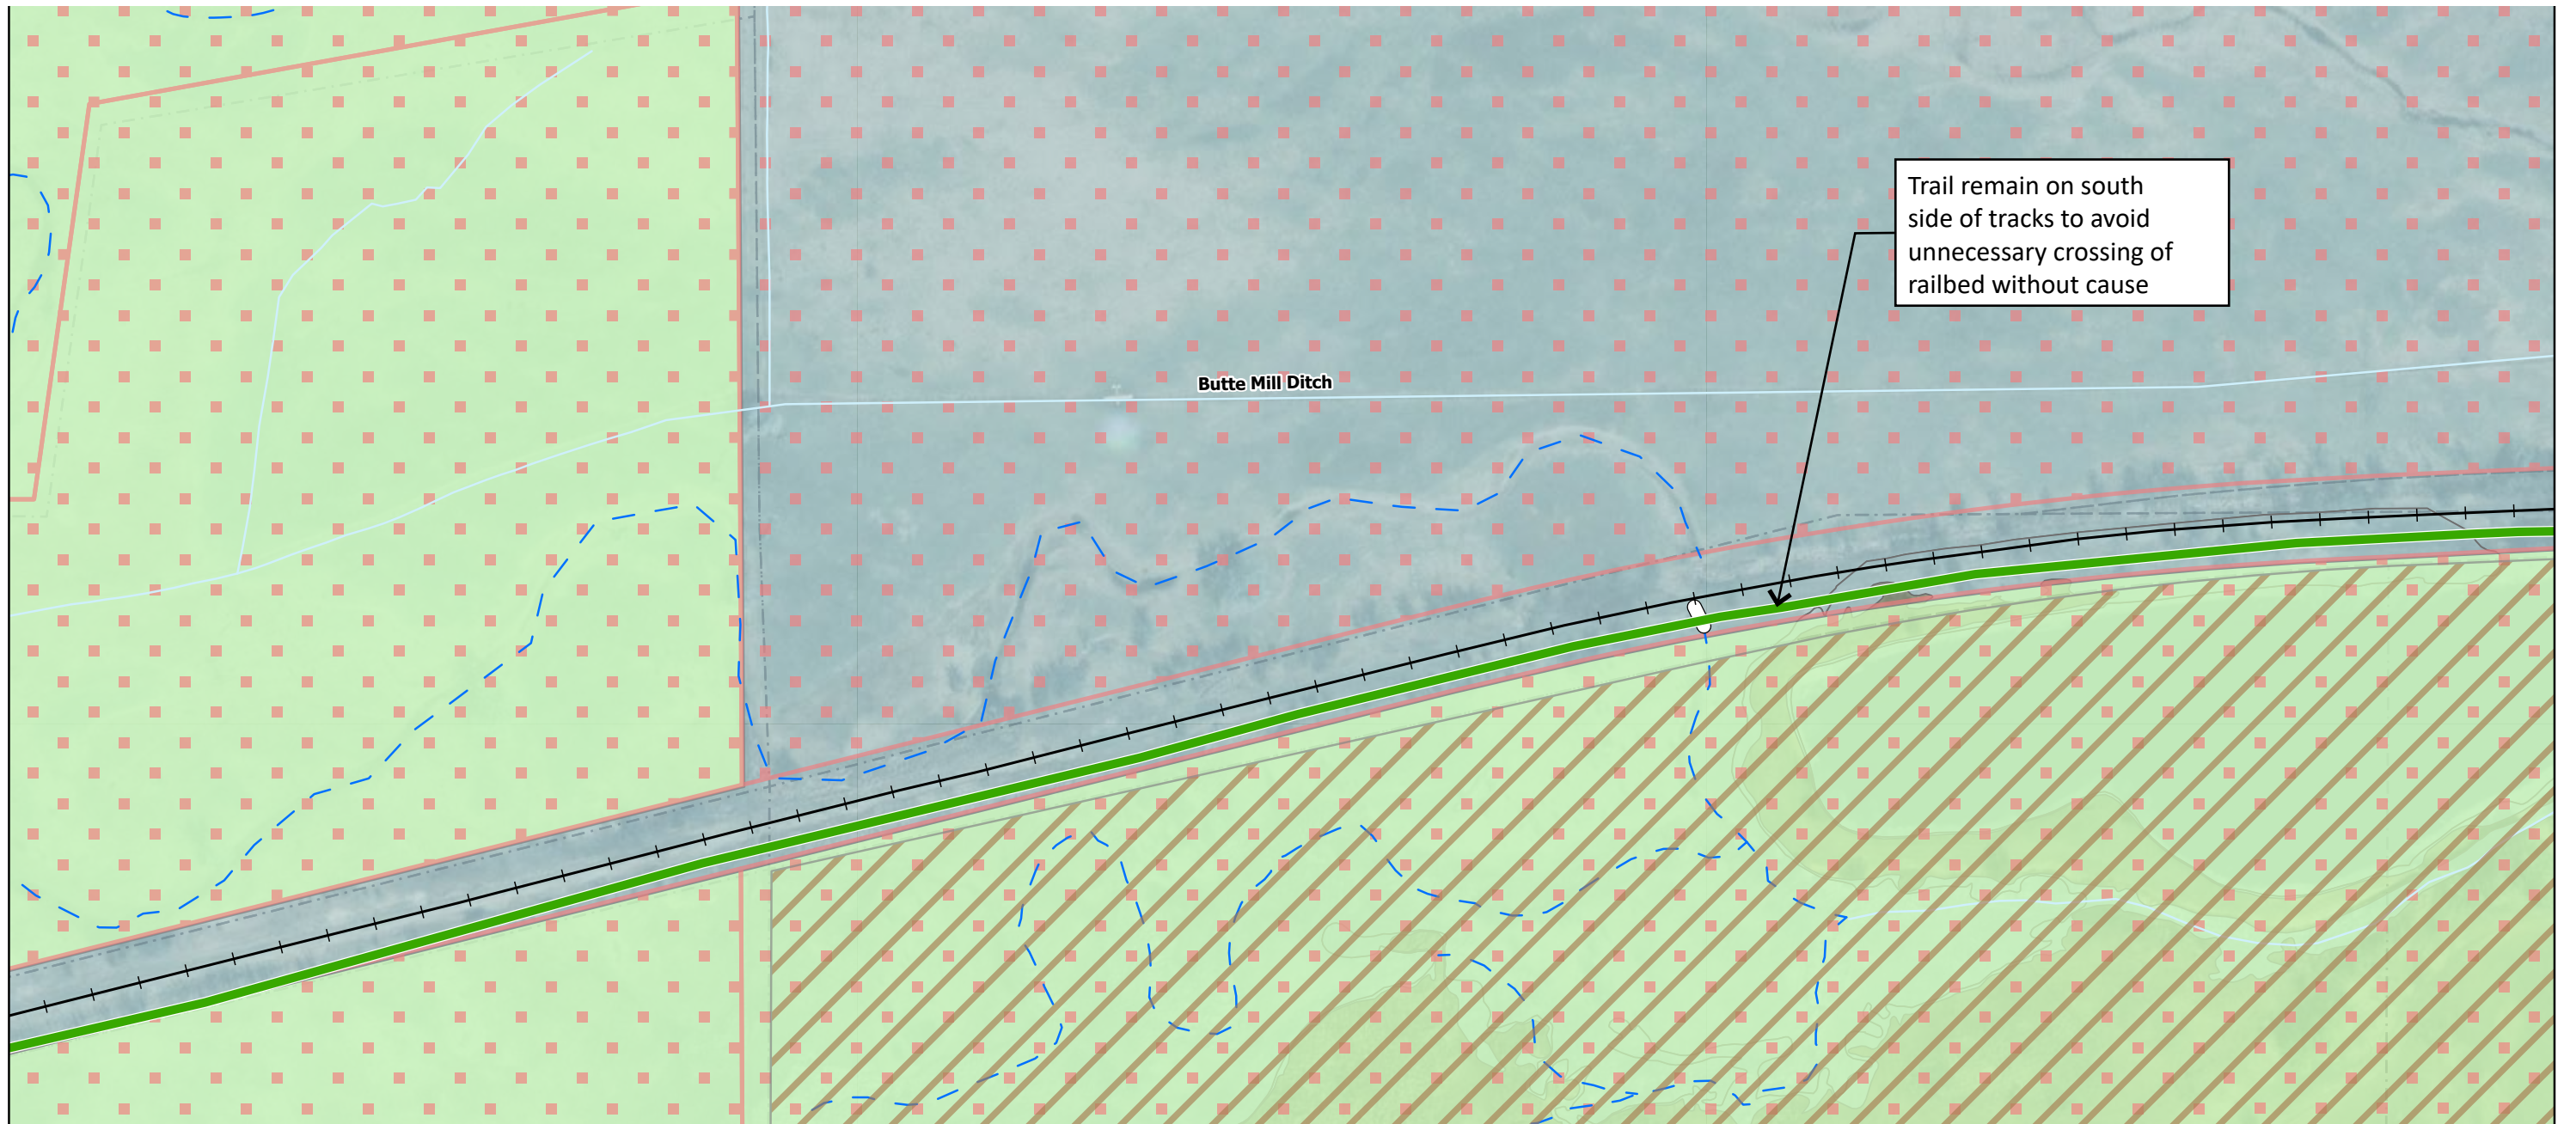 Trail remain on south
side of tracks to avoid
unnecessary crossing of
railbed without cause
Butte Mill Ditch